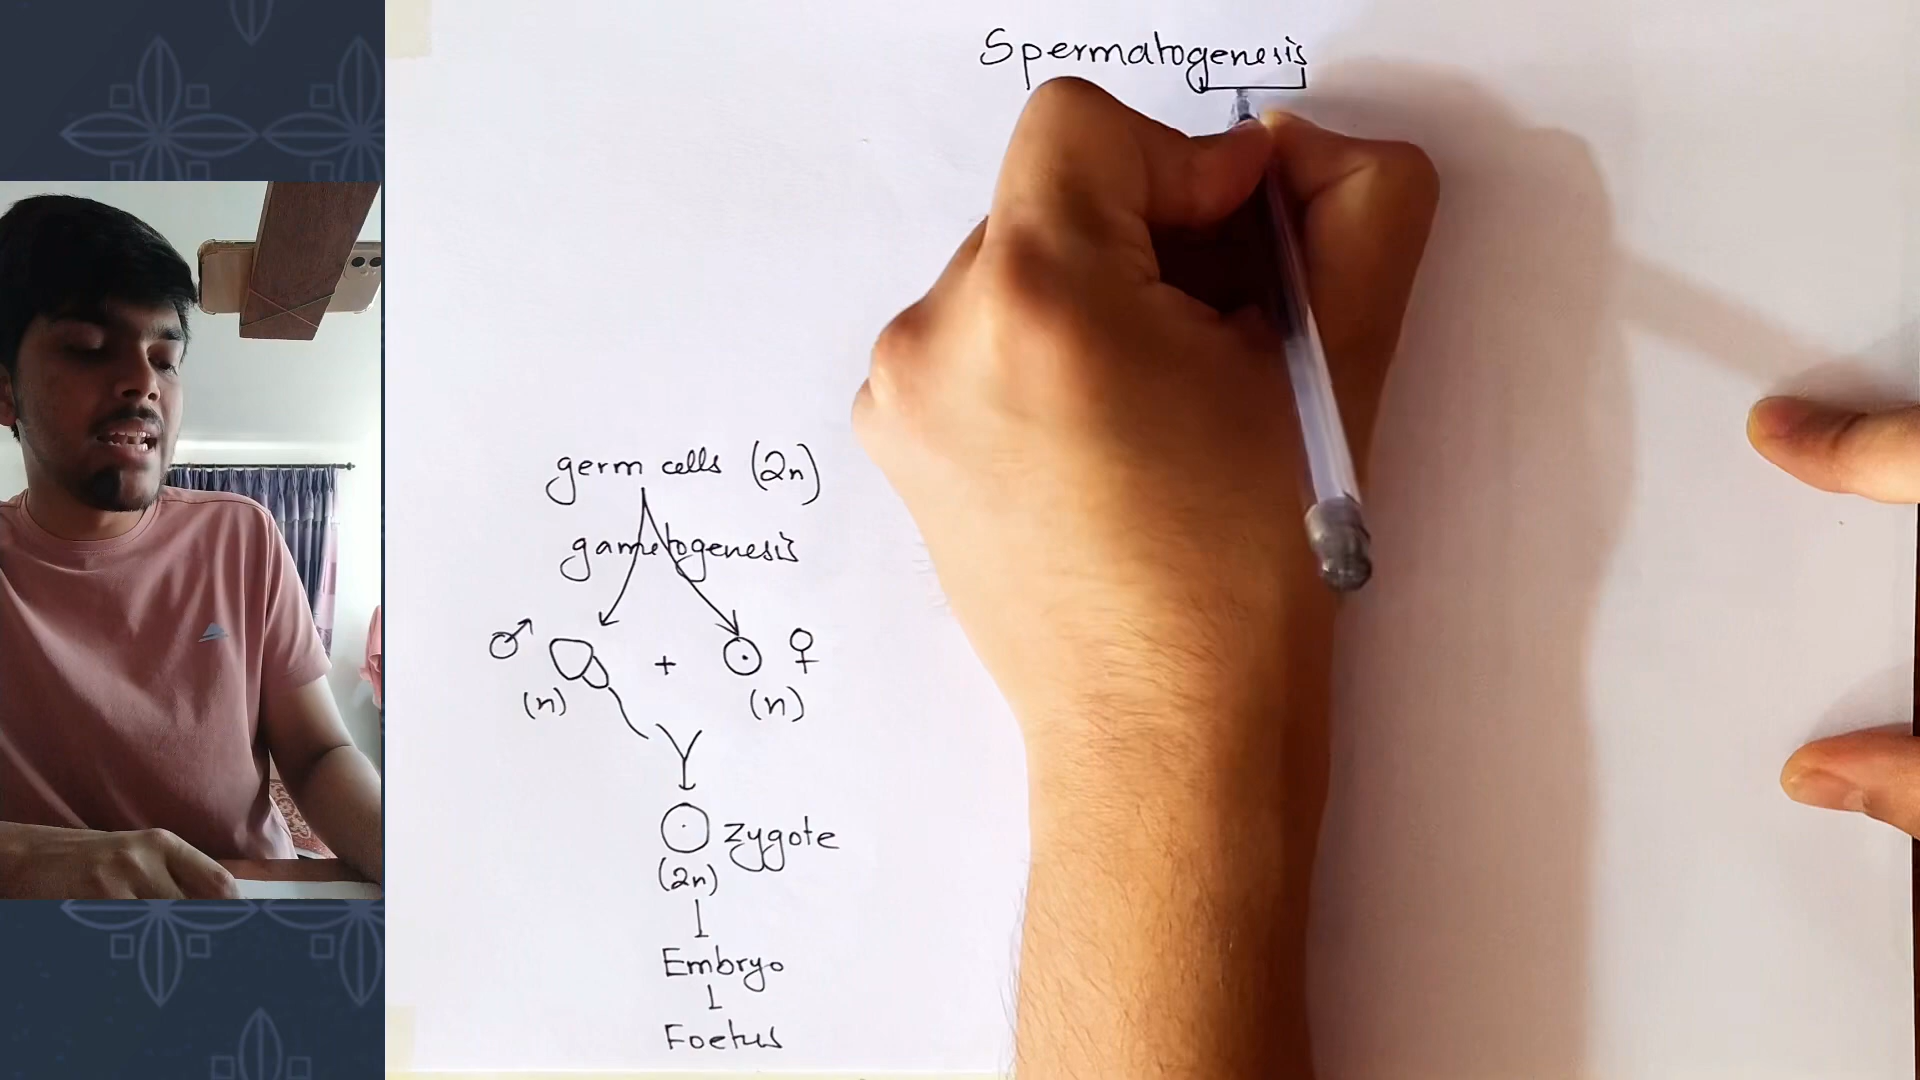 Spermatogenesis
germ cells (2n)
gametogenesis
♂ + ♀
(n) (n)
zygote
(2n)
Embryo
Foetus